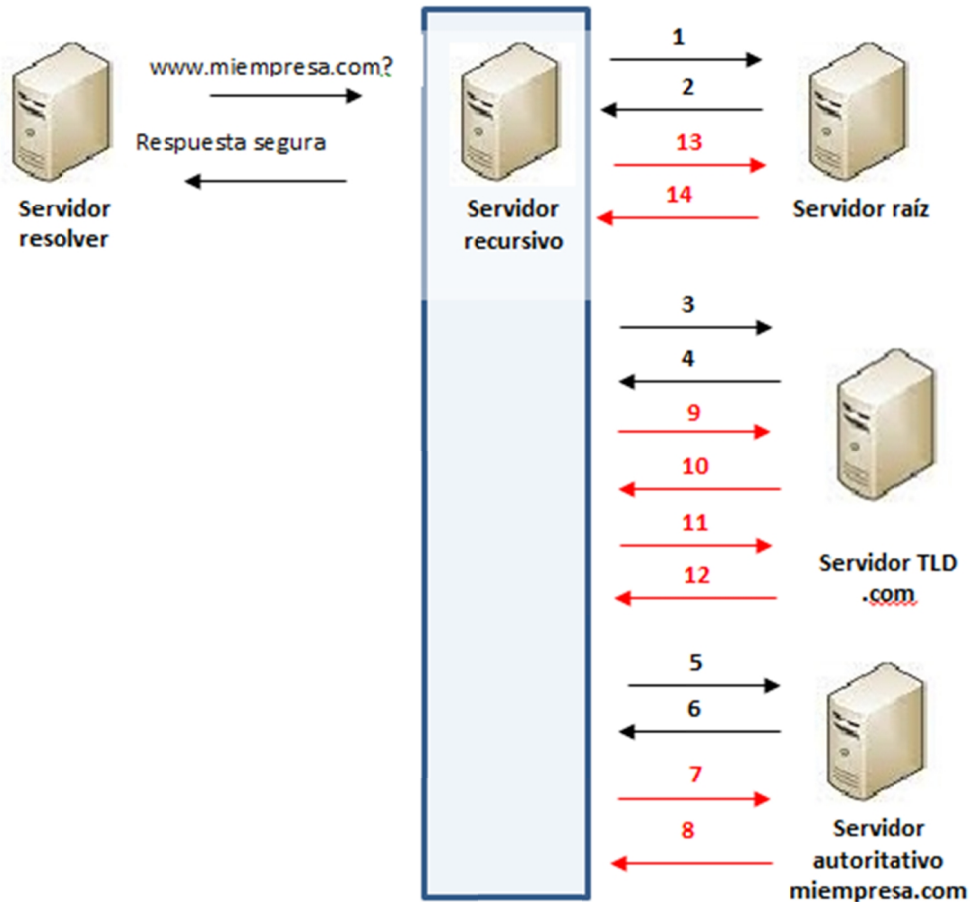 www.miempresa.com?
Respuesta segura
Servidor
resolver
Servidor
recursivo
1
2
13
14
Servidor raíz
3
4
9
10
11
12
Servidor TLD
.com
5
6
7
8
Servidor
autoritativo
miempresa.com